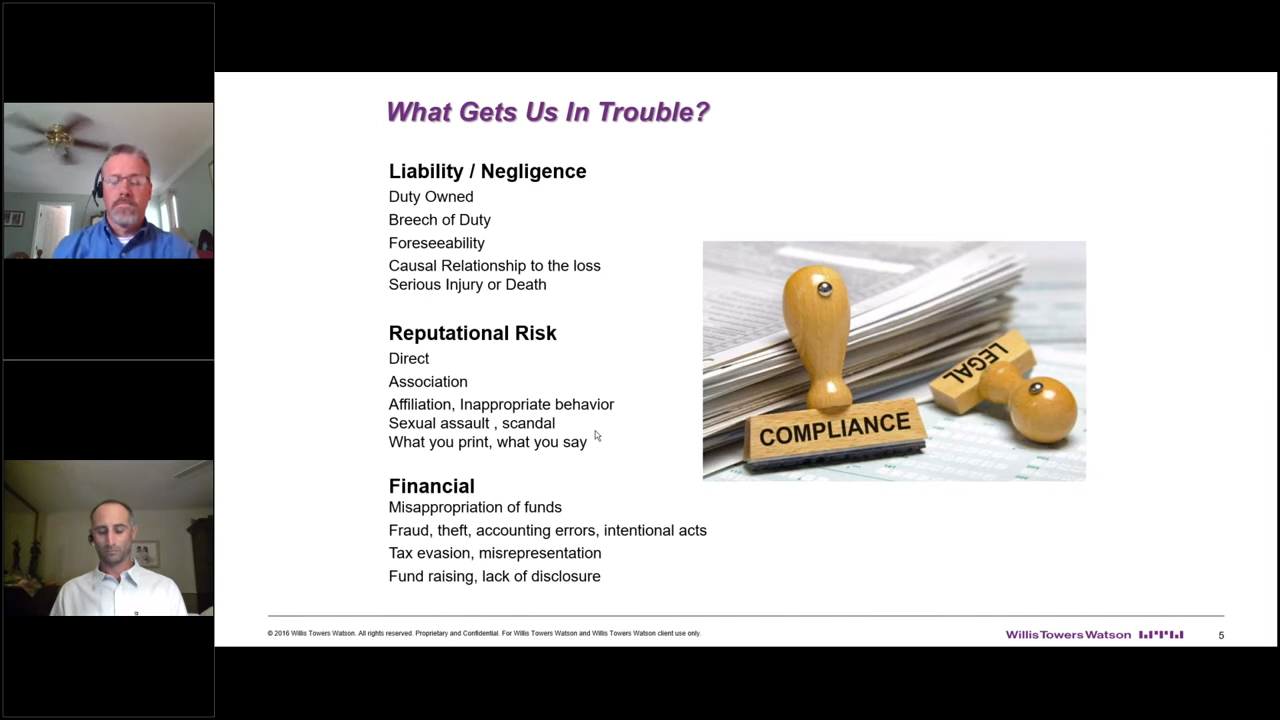 What Gets Us In Trouble?
Liability / Negligence
Duty Owned
Breech of Duty
Foreseeability
Causal Relationship to the loss
Serious Injury or Death
Reputational Risk
Direct
Association
Affiliation, Inappropriate behavior
Sexual assault , scandal
What you print, what you say
Financial
Misappropriation of funds
Fraud, theft, accounting errors, intentional acts
Tax evasion, misrepresentation
Fund raising, lack of disclosure
COMPLIANCE
LEGAL
© 2016 Willis Towers Watson. All rights reserved. Proprietary and Confidential. For Willis Towers Watson and Willis Towers Watson client use only.
WillisTowersWatson
5